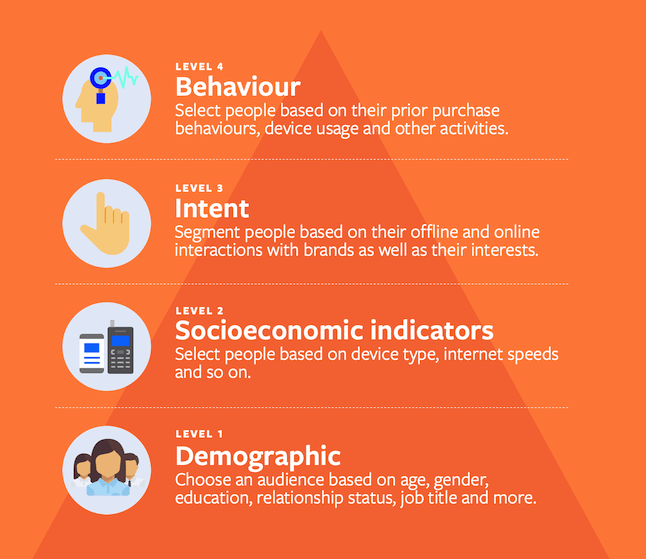 LEVEL 4
Behaviour
Select people based on their prior purchase
behaviours, device usage and other activities.
LEVEL 3
Intent
Segment people based on their offline and online
interactions with brands as well as their interests.
LEVEL 2
Socioeconomic indicators
Select people based on device type, internet speeds
and so on.
LEVEL 1
Demographic
Choose an audience based on age, gender,
education, relationship status, job title and more.